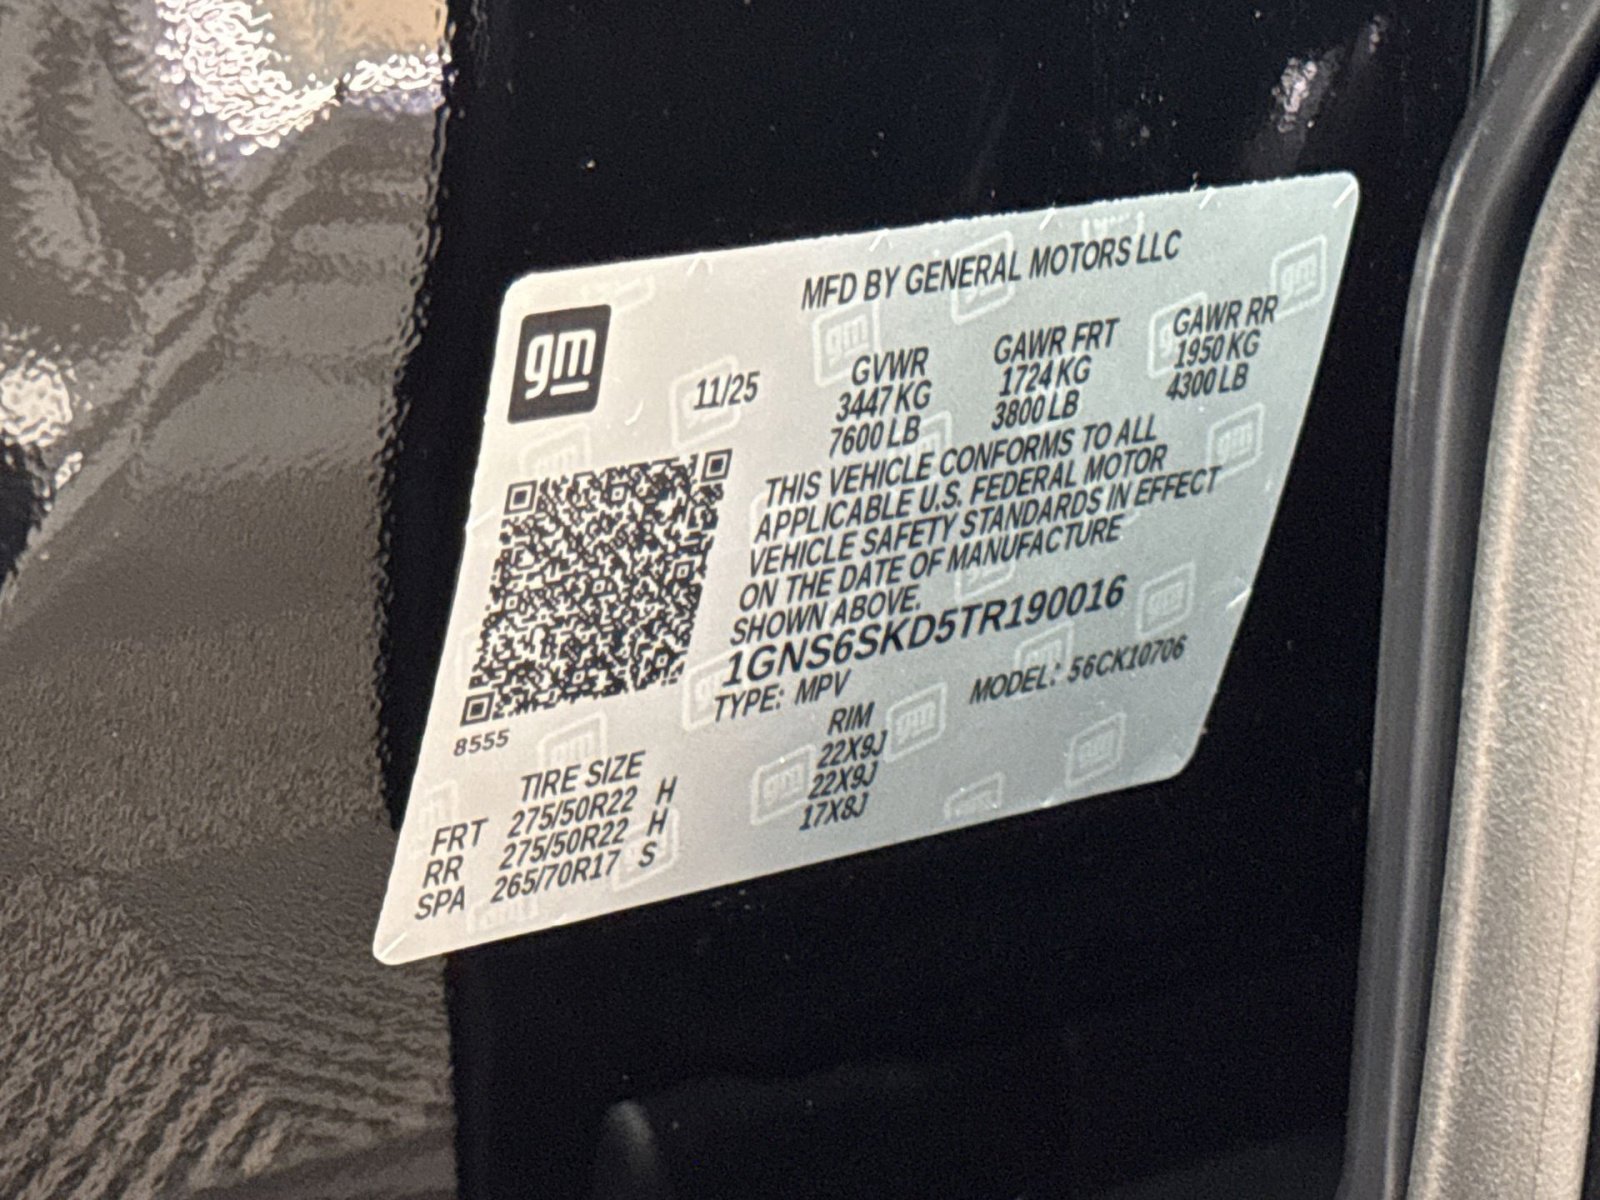 MFD BY GENERAL MOTORS LLC
gm
11/25
GVWR GAWR FRT GAWR RR
3447 KG 1724 KG 1950 KG
7600 LB 3800 LB 4300 LB
THIS VEHICLE CONFORMS TO ALL
APPLICABLE U.S. FEDERAL MOTOR
VEHICLE SAFETY STANDARDS IN EFFECT
ON THE DATE OF MANUFACTURE
SHOWN ABOVE.
1GNS6SKD5TR190016
TYPE: MPV MODEL: 56CK10706
8555
TIRE SIZE RIM
FRT 275/50R22 H 22X9J
RR 275/50R22 H 22X9J
SPA 265/70R17 S 17X8J